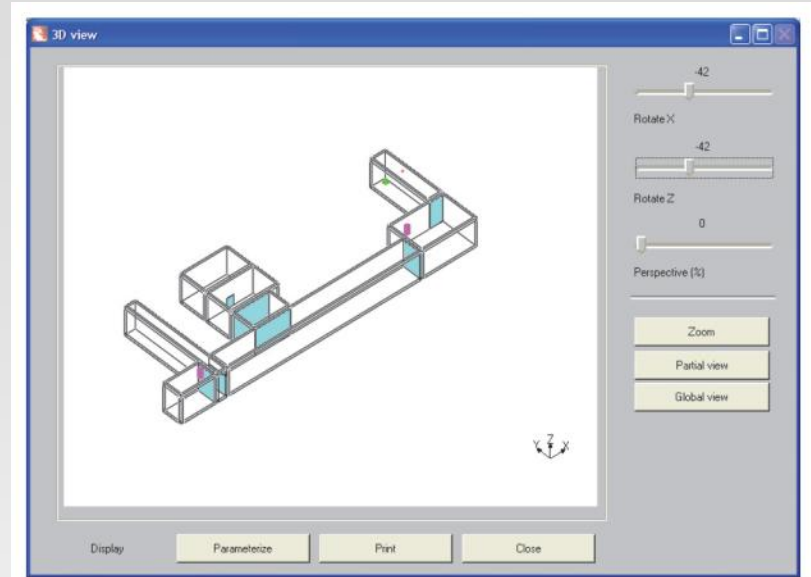 3D view
-42
Rotate X
-42
Rotate Z
0
Perspective (%)
Zoom
Partial view
Global view
Y Z X
Display
Parameterize
Print
Close